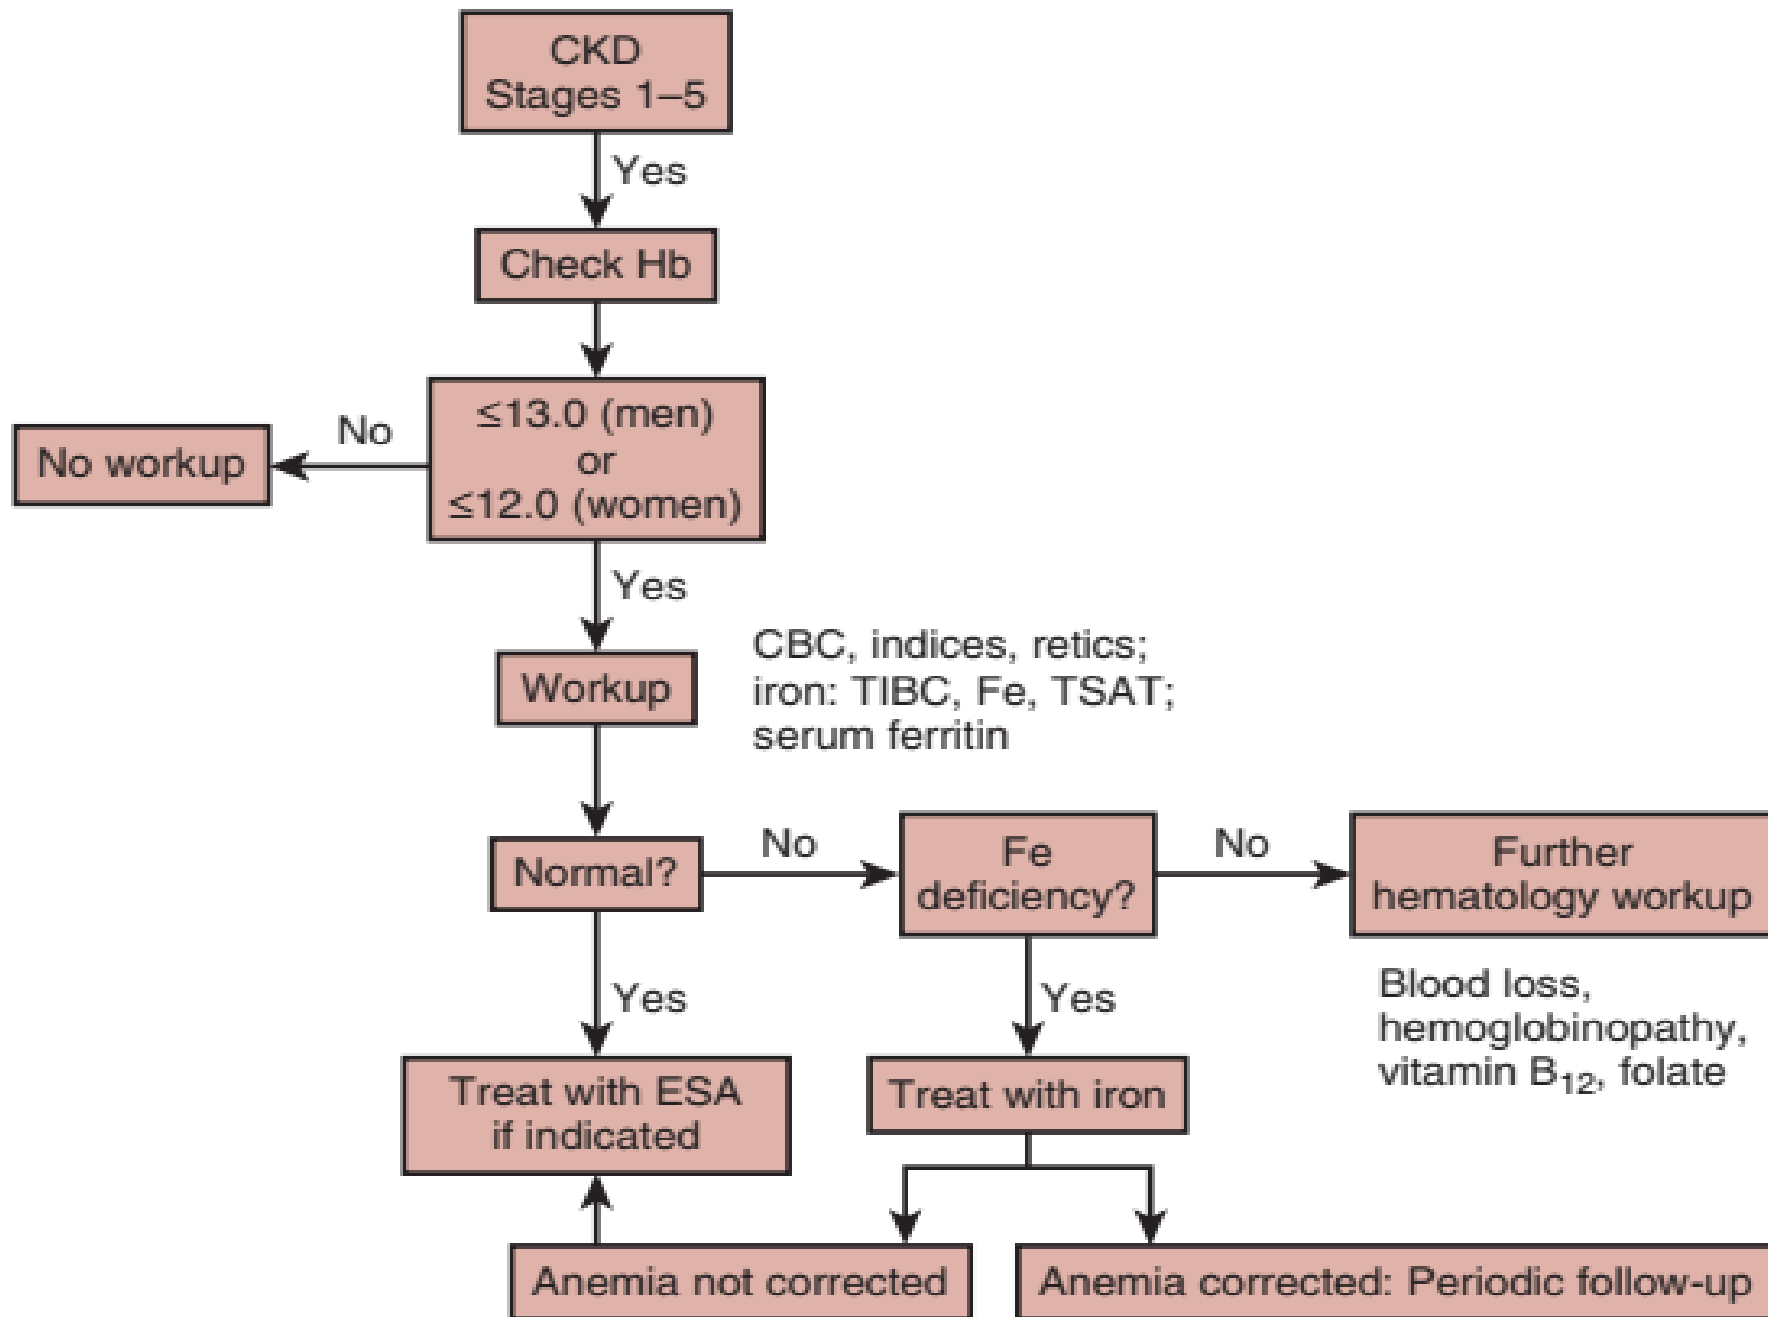 CKD
Stages 1–5
Yes
Check Hb
≤13.0 (men)
or
≤12.0 (women)
No
No workup
Yes
Workup
CBC, indices, retics;
iron: TIBC, Fe, TSAT;
serum ferritin
Normal?
No
Fe
deficiency?
No
Further
hematology workup
Blood loss,
hemoglobinopathy,
vitamin B12, folate
Yes
Yes
Treat with ESA
if indicated
Treat with iron
Anemia not corrected
Anemia corrected: Periodic follow-up